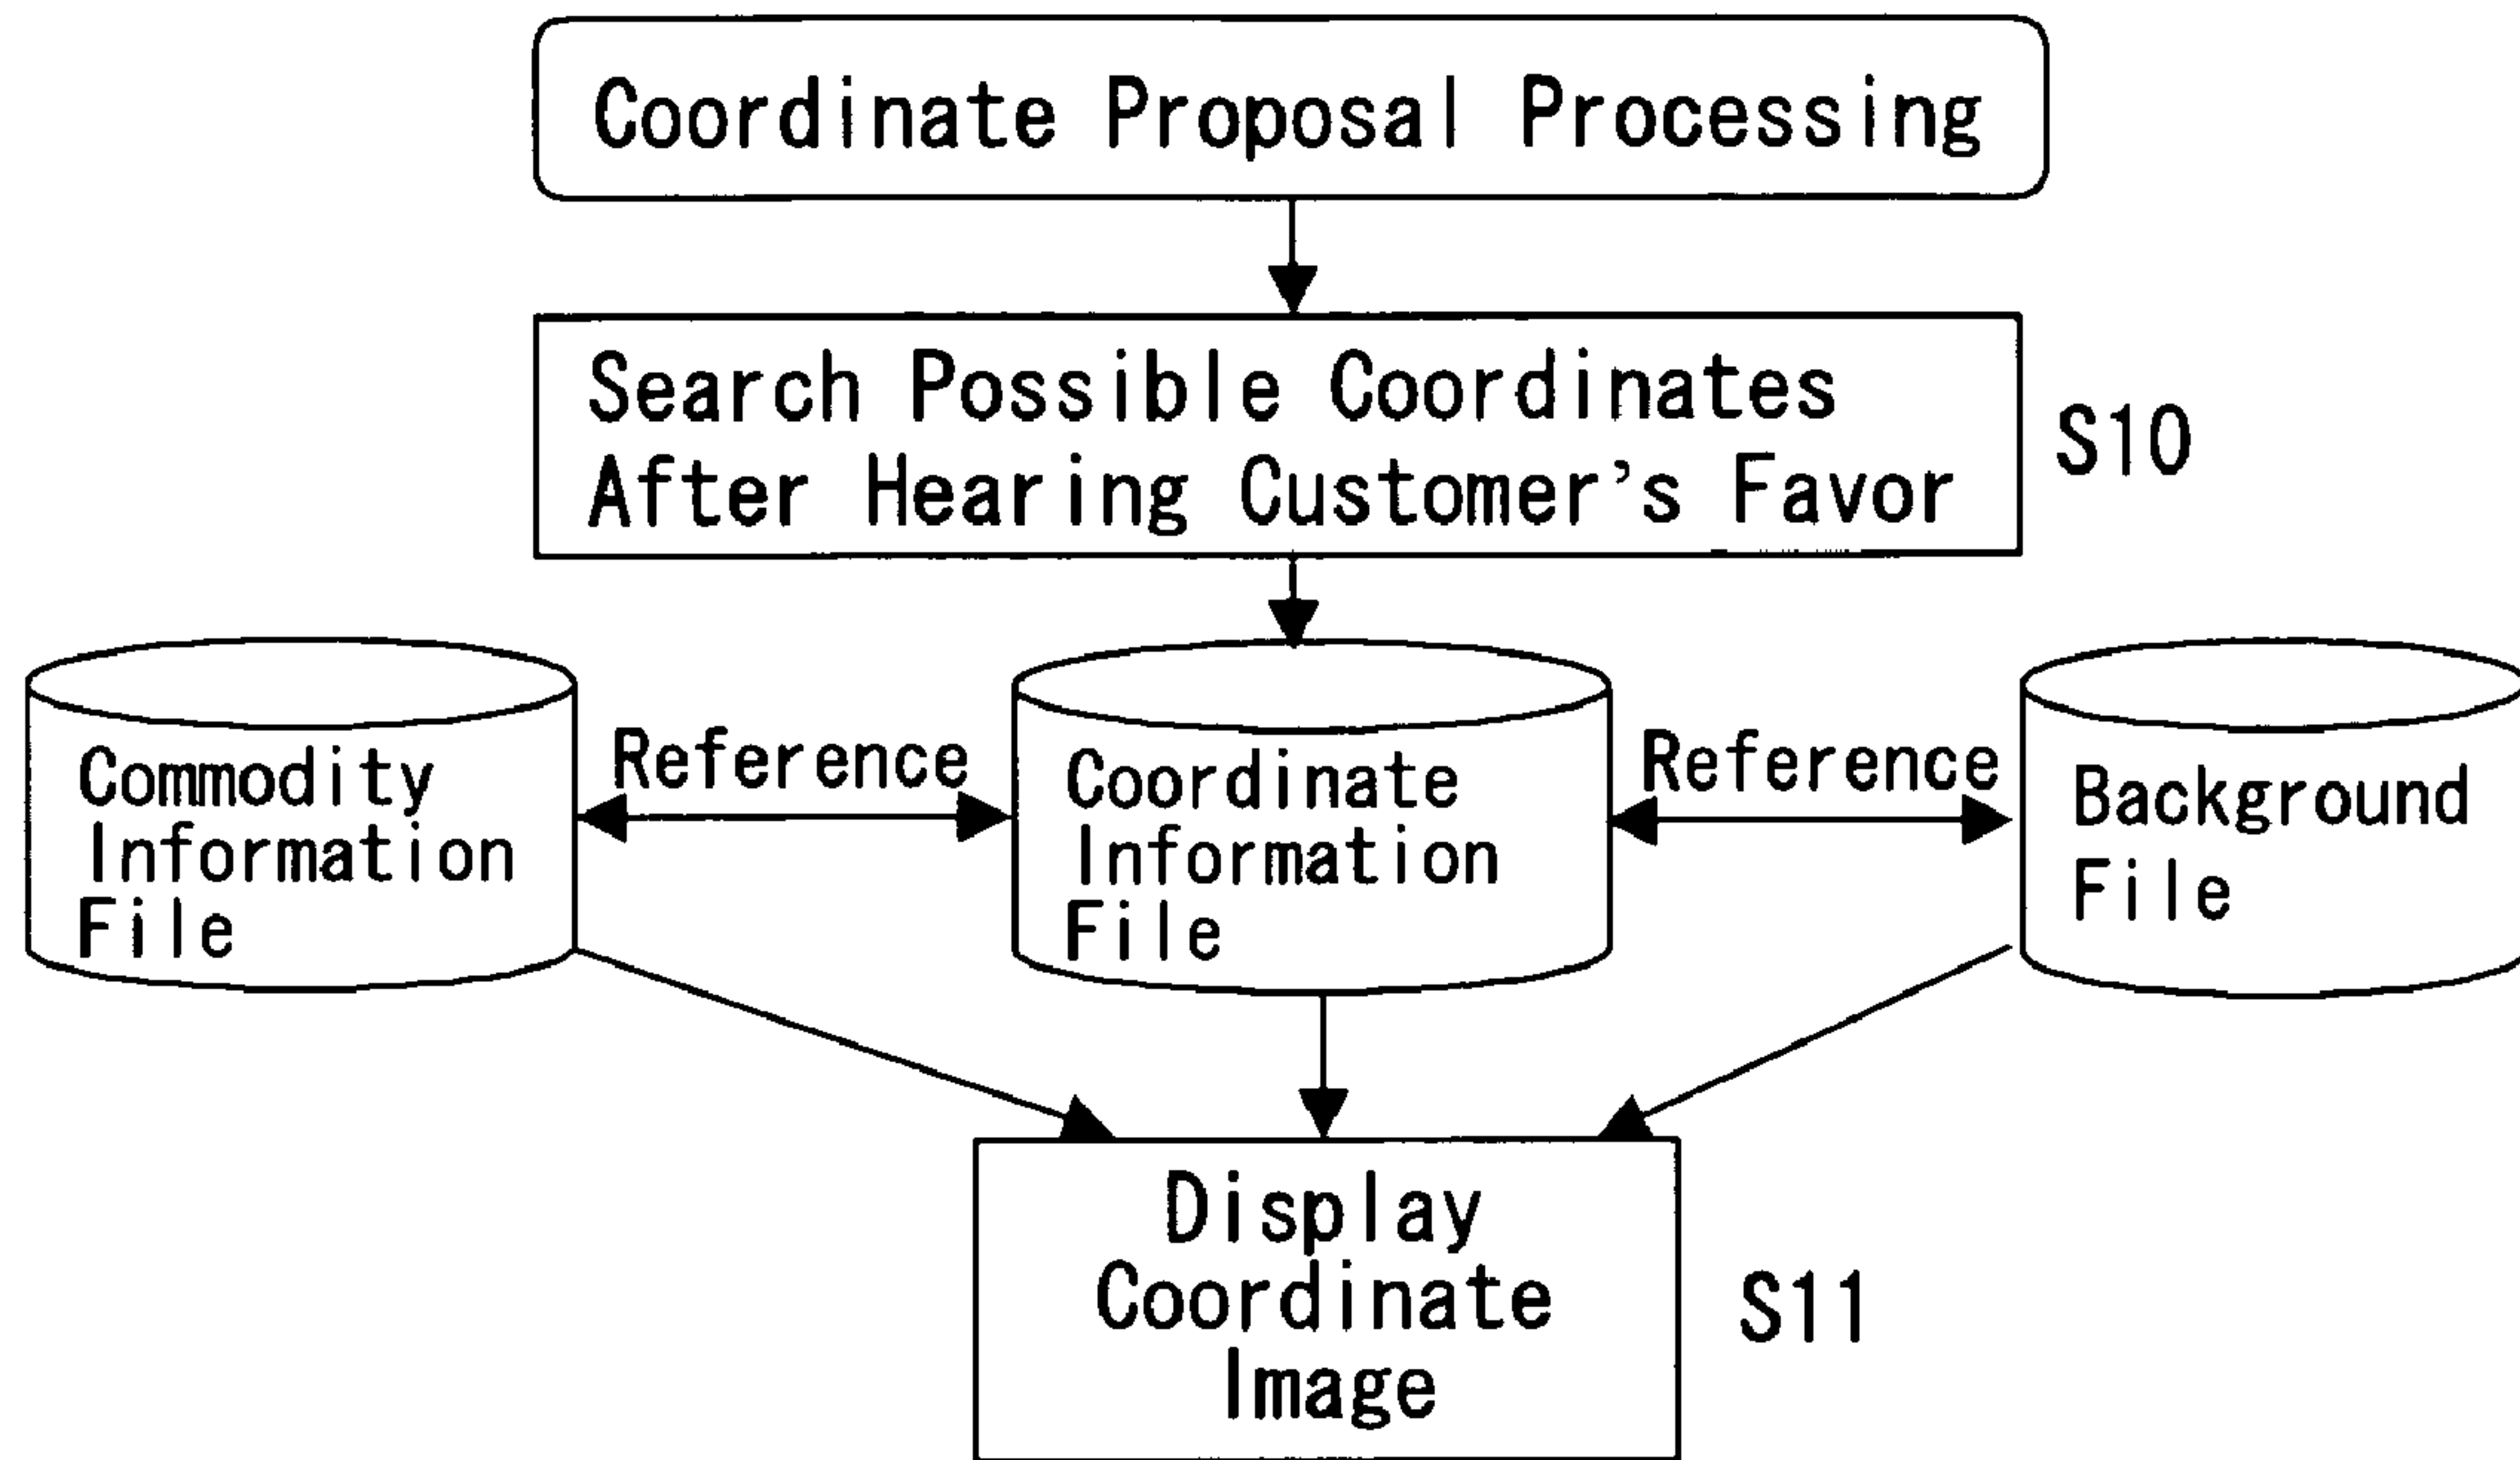 Coordinate Proposal Processing
Search Possible Coordinates
After Hearing Customer's Favor
S10
Commodity
Information
File
Reference
Coordinate
Information
File
Reference
Background
File
Display
Coordinate
Image
S11